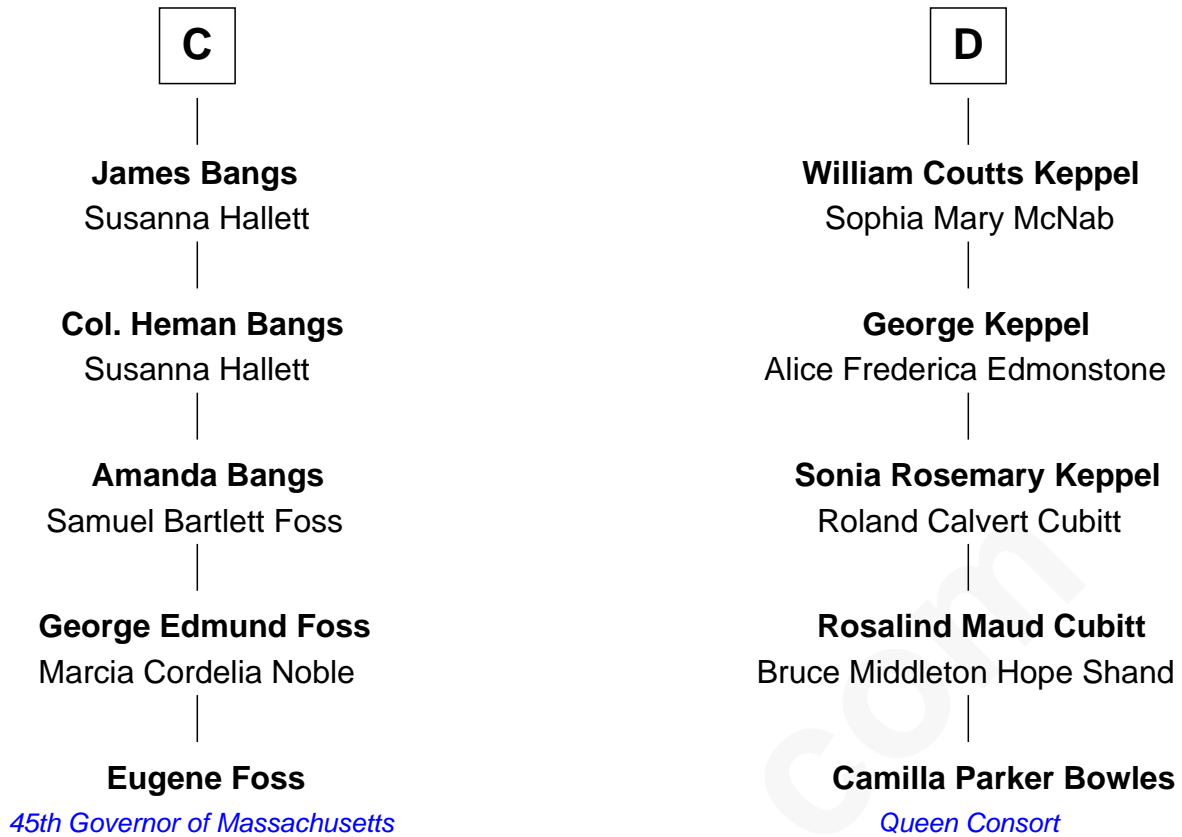 C
James Bangs
Susanna Hallett
Col. Heman Bangs
Susanna Hallett
Amanda Bangs
Samuel Bartlett Foss
George Edmund Foss
Marcia Cordelia Noble
Eugene Foss
45th Governor of Massachusetts
D
William Coutts Keppel
Sophia Mary McNab
George Keppel
Alice Frederica Edmonstone
Sonia Rosemary Keppel
Roland Calvert Cubitt
Rosalind Maud Cubitt
Bruce Middleton Hope Shand
Camilla Parker Bowles
Queen Consort
com